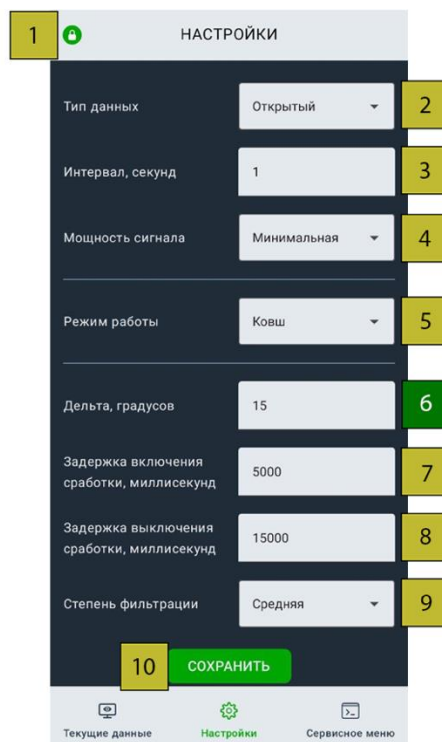 1 НАСТРОЙКИ
Тип данных Открытый 2
Интервал, секунд 1 3
Мощность сигнала Минимальная 4
Режим работы Ковш 5
Дельта, градусов 15 6
Задержка включения
сработки, миллисекунд 5000 7
Задержка выключения
сработки, миллисекунд 15000 8
Степень фильтрации Средняя 9
10 СОХРАНИТЬ
Текущие данные Настройки Сервисное меню